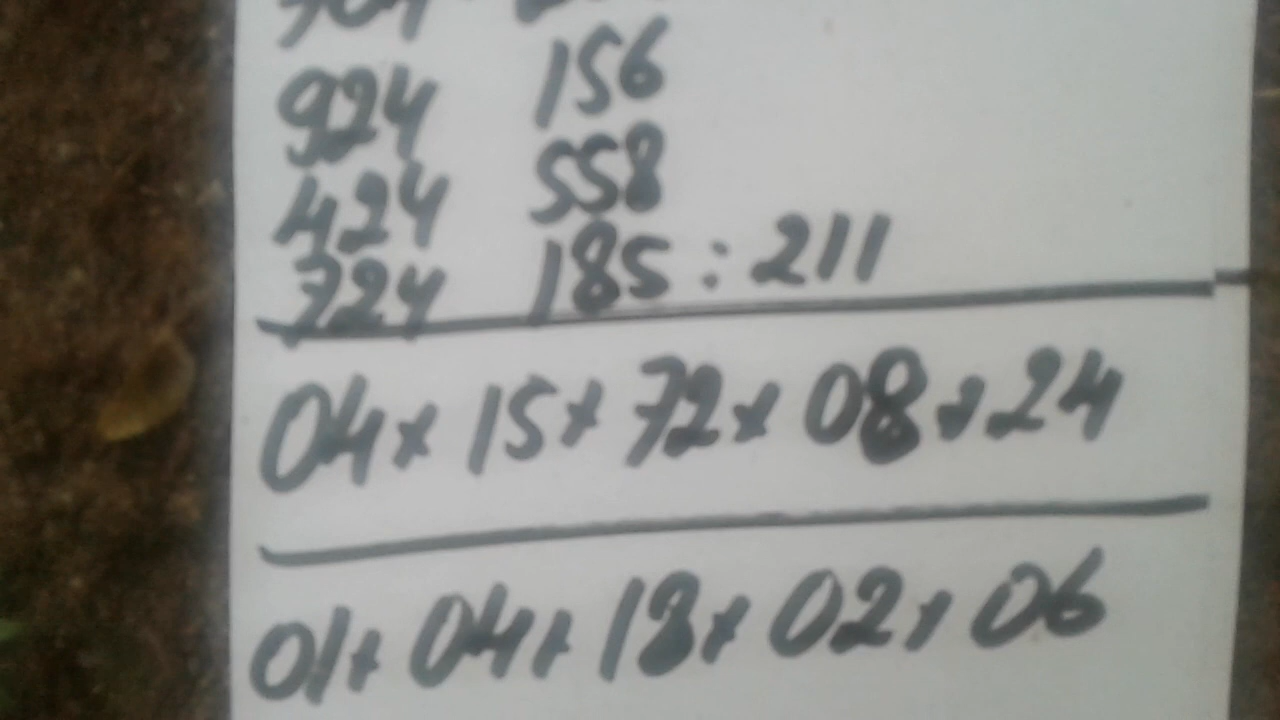 924 156
424 558
724 185 : 211
04 x 15 x 72 x 08 x 24
01 x 04 x 18 x 02 x 06